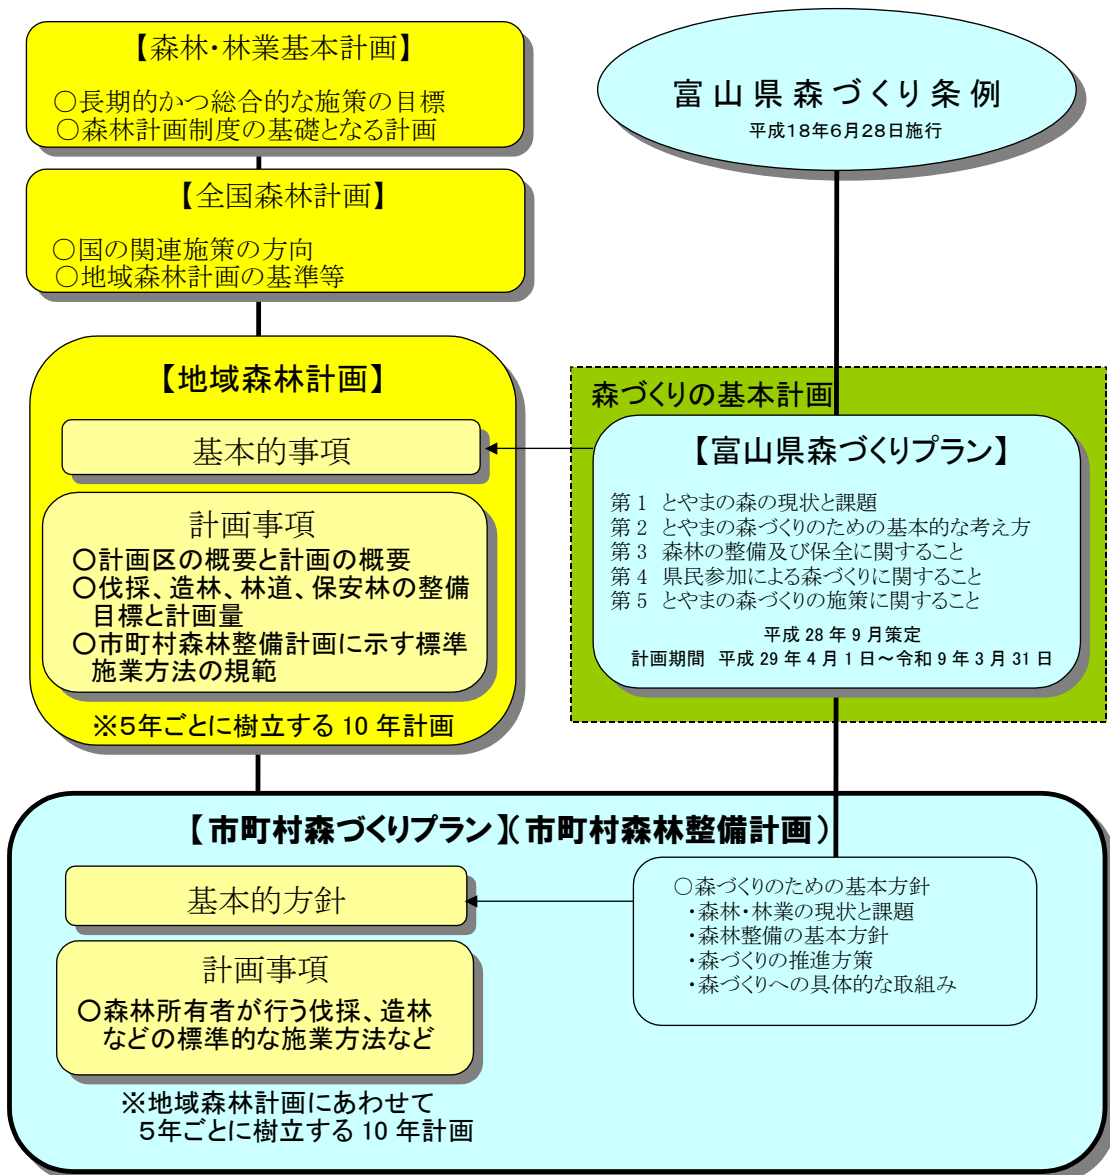 【森林・林業基本計画】
○長期的かつ総合的な施策の目標
○森林計画制度の基礎となる計画
【全国森林計画】
○国の関連施策の方向
○地域森林計画の基準等
【地域森林計画】
基本的事項
計画事項
○計画区の概要と計画の概要
○伐採、造林、林道、保安林の整備
目標と計画量
○市町村森林整備計画に示す標準
施業方法の規範
※5年ごとに樹立する 10 年計画
富山県森づくり条例
平成18年6月28日施行
森づくりの基本計画
【富山県森づくりプラン】
第1 とやまの森の現状と課題
第2 とやまの森づくりのための基本的な考え方
第3 森林の整備及び保全に関すること
第4 県民参加による森づくりに関すること
第5 とやまの森づくりの施策に関すること
平成 28 年 9 月策定
計画期間 平成 29 年 4 月 1 日~令和 9 年 3 月 31 日
【市町村森づくりプラン】(市町村森林整備計画)
基本的方針
計画事項
○森林所有者が行う伐採、造林
などの標準的な施業方法など
※地域森林計画にあわせて
5年ごとに樹立する 10 年計画
○森づくりのための基本方針
・森林・林業の現状と課題
・森林整備の基本方針
・森づくりの推進方策
・森づくりへの具体的な取組み